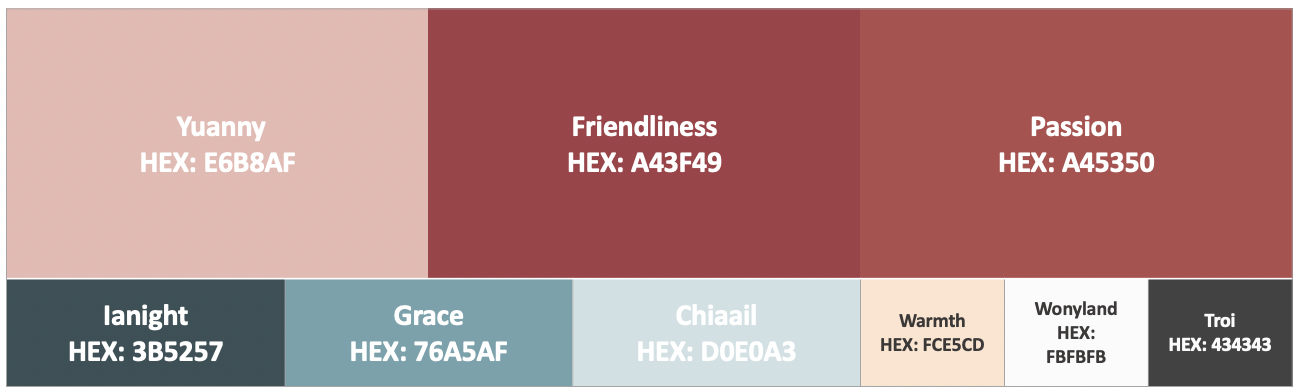 Yuanny
HEX: E6B8AF
Friendliness
HEX: A43F49
Passion
HEX: A45350
Ianight
HEX: 3B5257
Grace
HEX: 76A5AF
Chiaail
HEX: D0E0A3
Warmth
HEX: FCE5CD
Wonyland
HEX:
FBFBFB
Troi
HEX: 434343